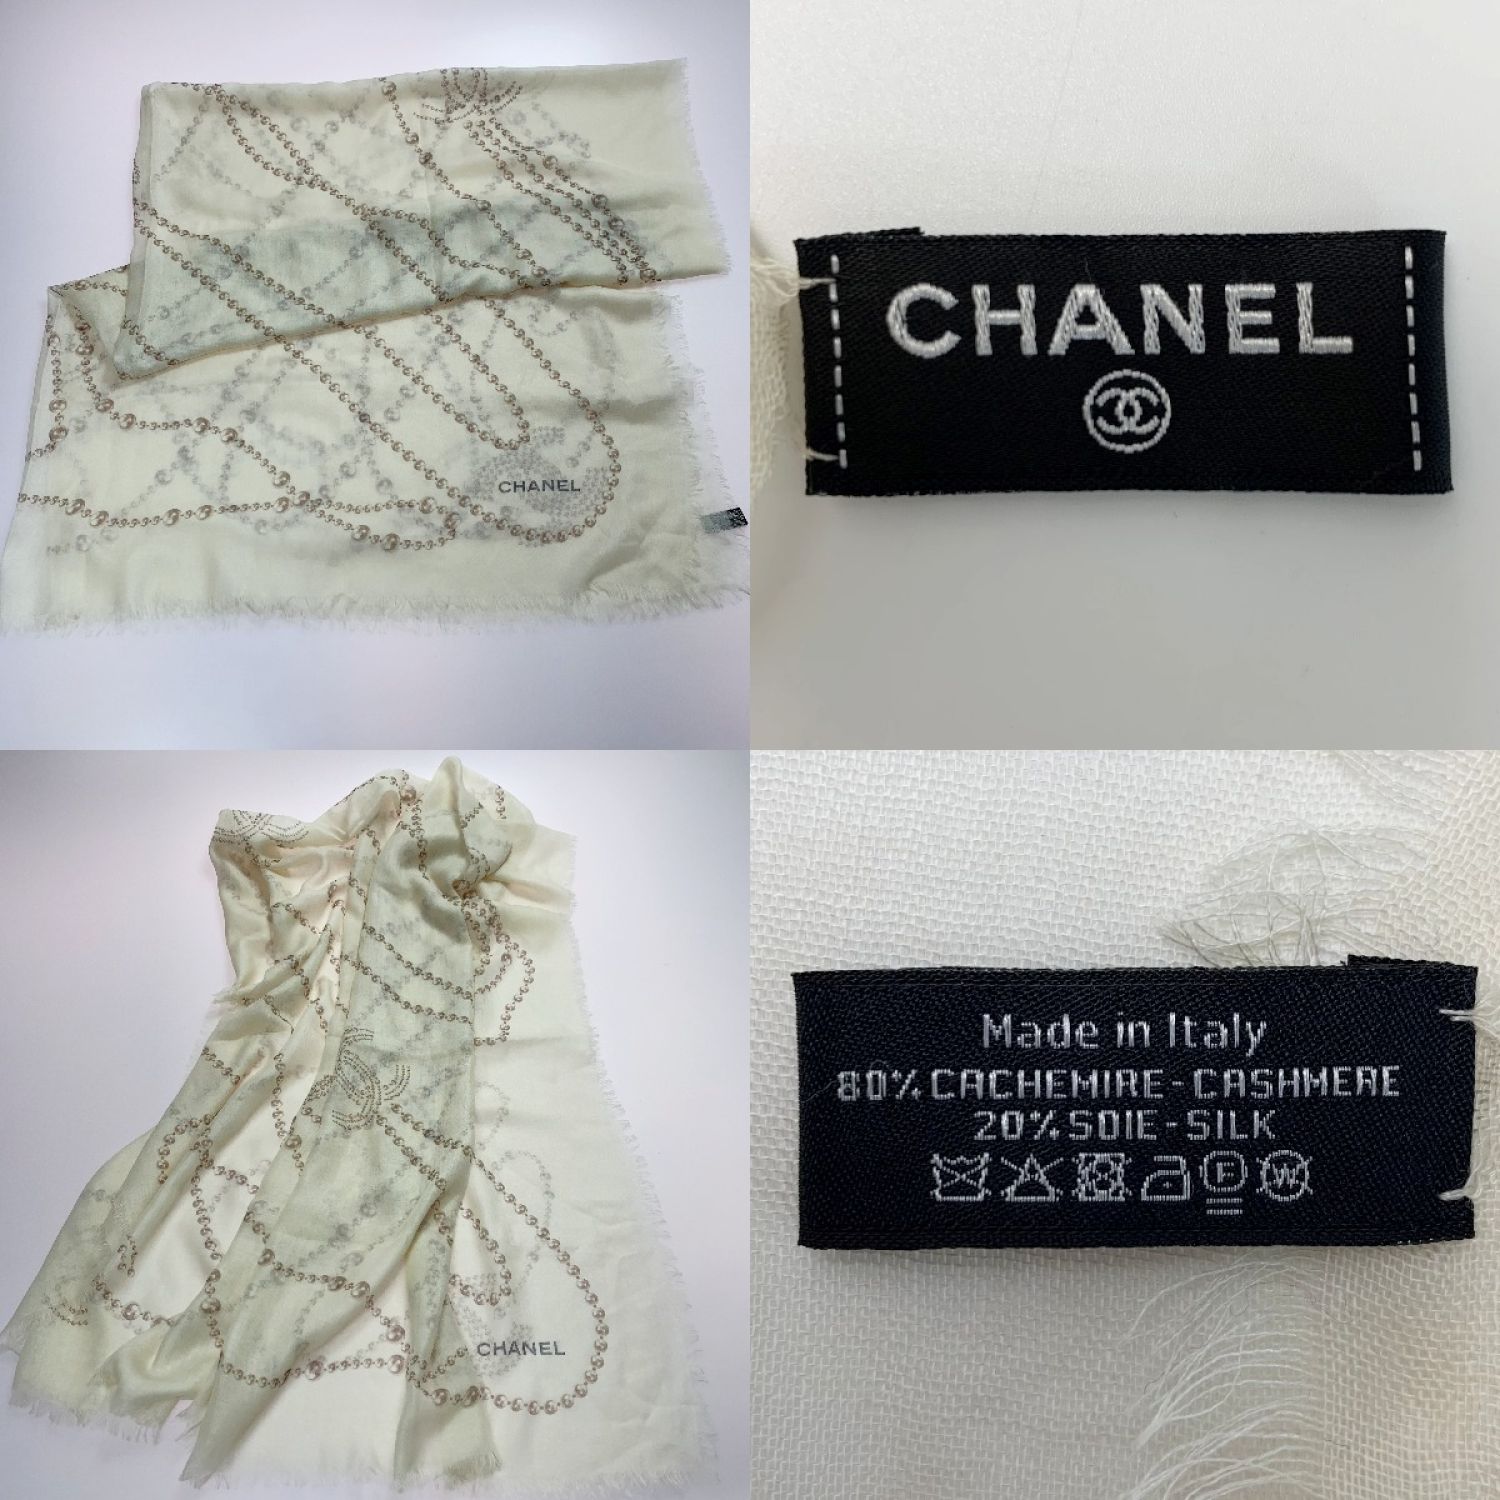 CHANEL
CHANEL
CHANEL
Made in Italy
80% CACHEMIRE-CASHMERE
20% SOIE-SILK
F
W